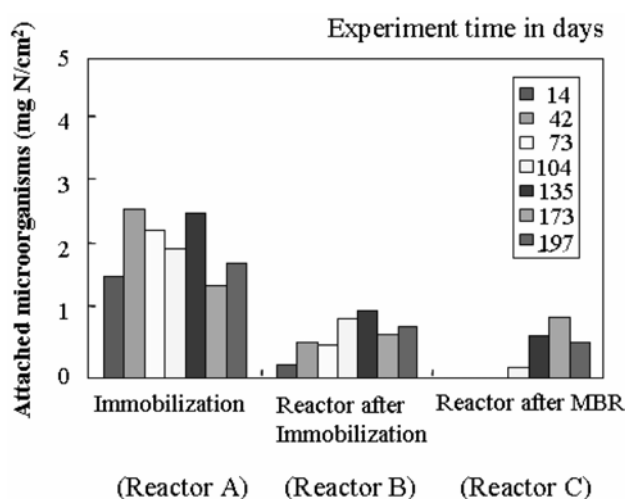 Experiment time in days
Attached microorganisms (mg N/cm²)
5
4
3
2
1
0
14
42
73
104
135
173
197
Immobilization
Reactor after
Immobilization
Reactor after MBR
(Reactor A)
(Reactor B)
(Reactor C)